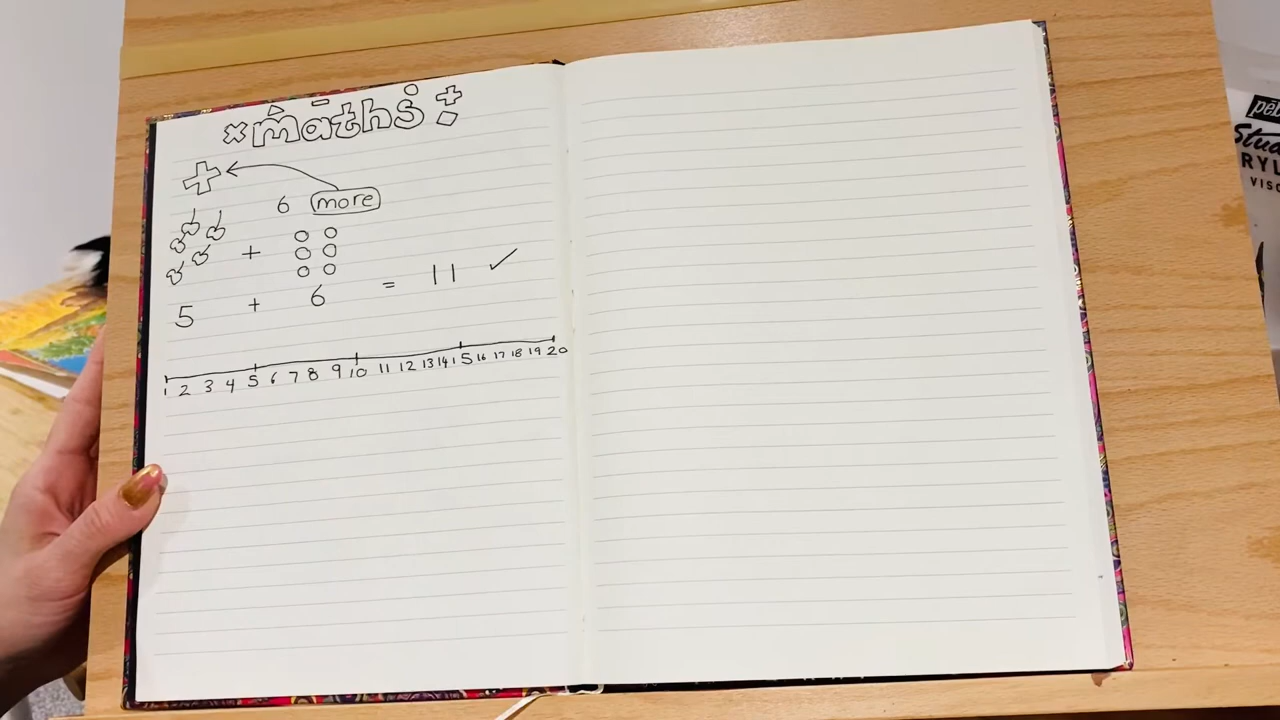 × maths ÷
+
6 more
+
5 + 6 = 11 ✓
1 2 3 4 5 6 7 8 9 10 11 12 13 14 15 16 17 18 19 20